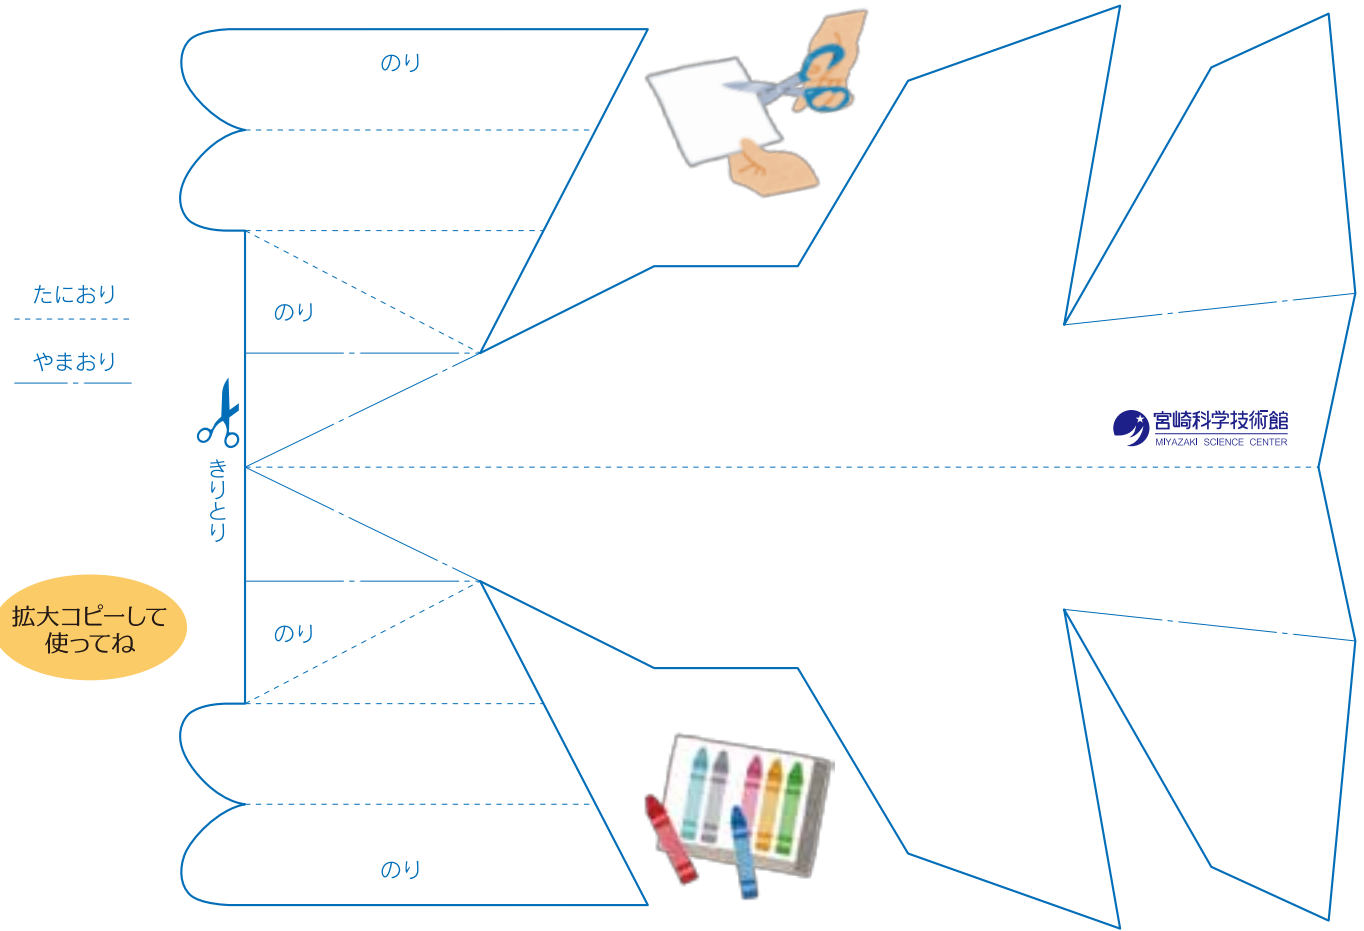 のり
たにおり
のり
やまおり
宮崎科学技術館
MIYAZAKI SCIENCE CENTER
きりとり
拡大コピーして
使ってね
のり
のり